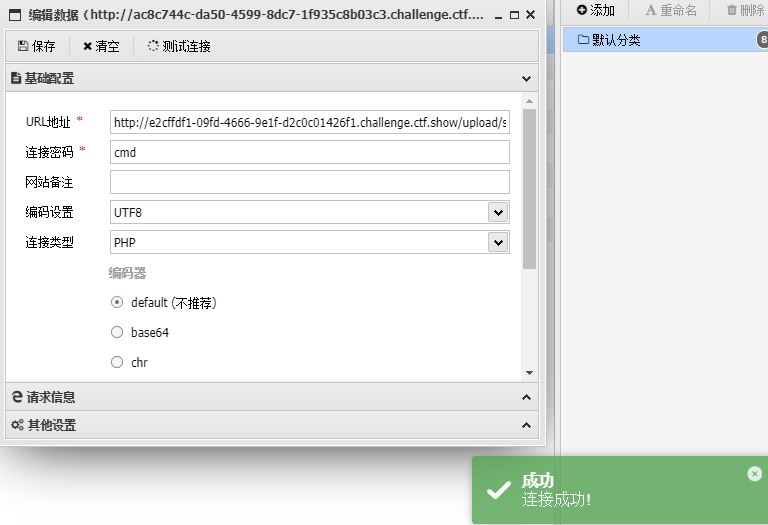 编辑数据 (http://ac8c744c-da50-4599-8dc7-1f935c8b03c3.challenge.ctf....
保存 清空 测试连接
基础配置
URL地址 * http://e2cffdf1-09fd-4666-9e1f-d2c0c01426f1.challenge.ctf.show/upload/s
连接密码 * cmd
网站备注
编码设置 UTF8
连接类型 PHP
编码器
default (不推荐)
base64
chr
请求信息
其他设置
添加 重命名 删除
默认分类 8
成功
连接成功!